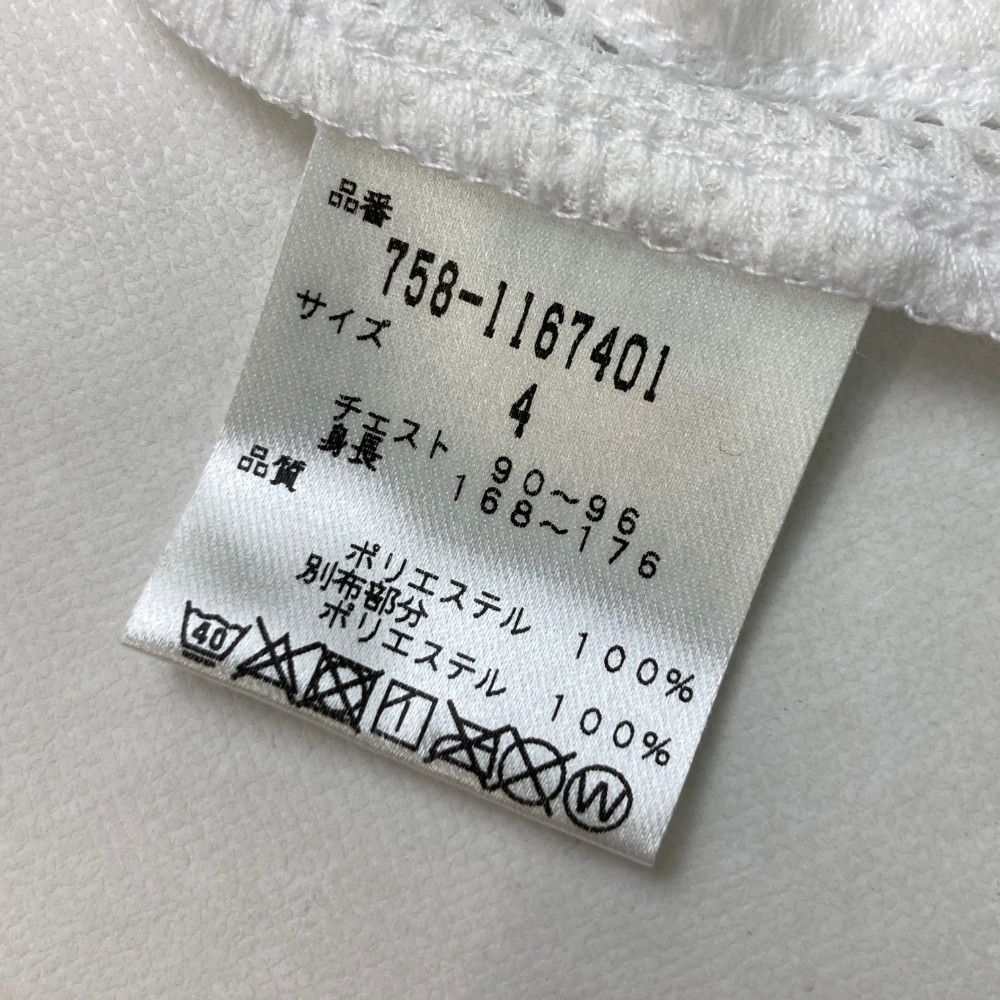 品番
758-1167401
サイズ
4
チェスト 90～96
身長 168～176
品質
ポリエステル 100%
別布部分
ポリエステル 100%
40
W